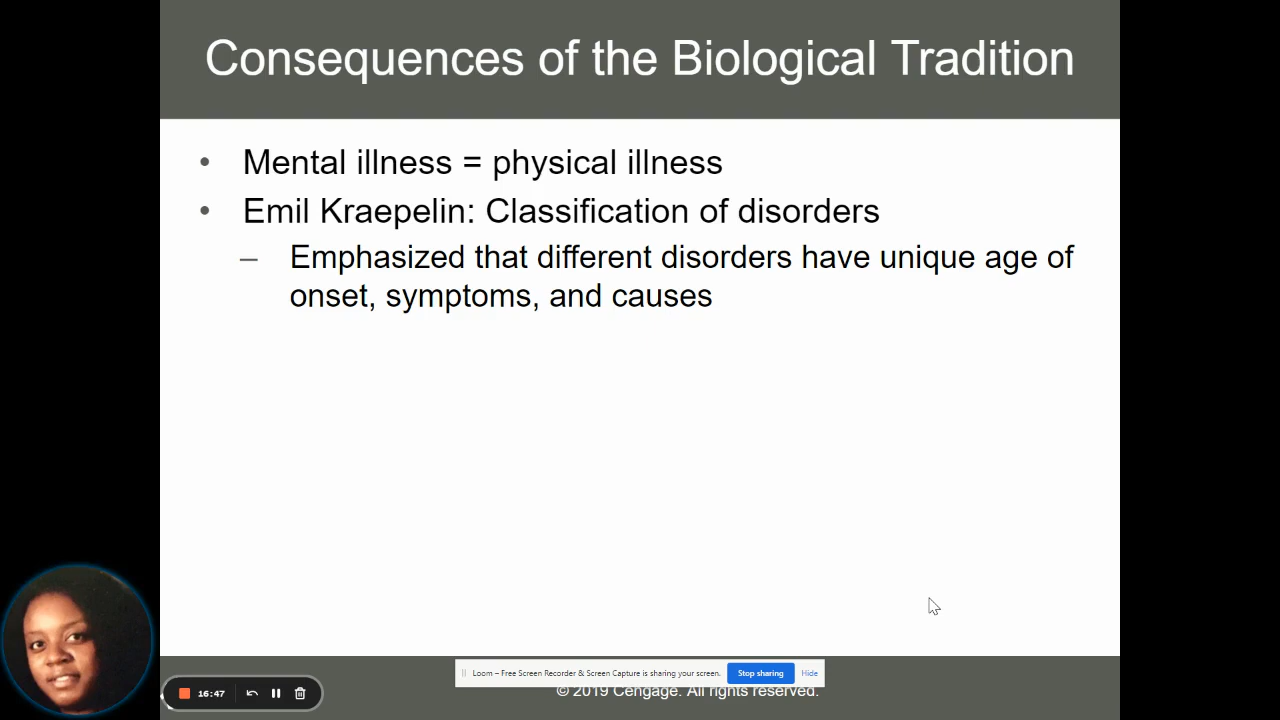 Consequences of the Biological Tradition
• Mental illness = physical illness
• Emil Kraepelin: Classification of disorders
– Emphasized that different disorders have unique age of
onset, symptoms, and causes
Loom – Free Screen Recorder & Screen Capture is sharing your screen.
Stop sharing
Hide
16:47
© 2019 Cengage. All rights reserved.